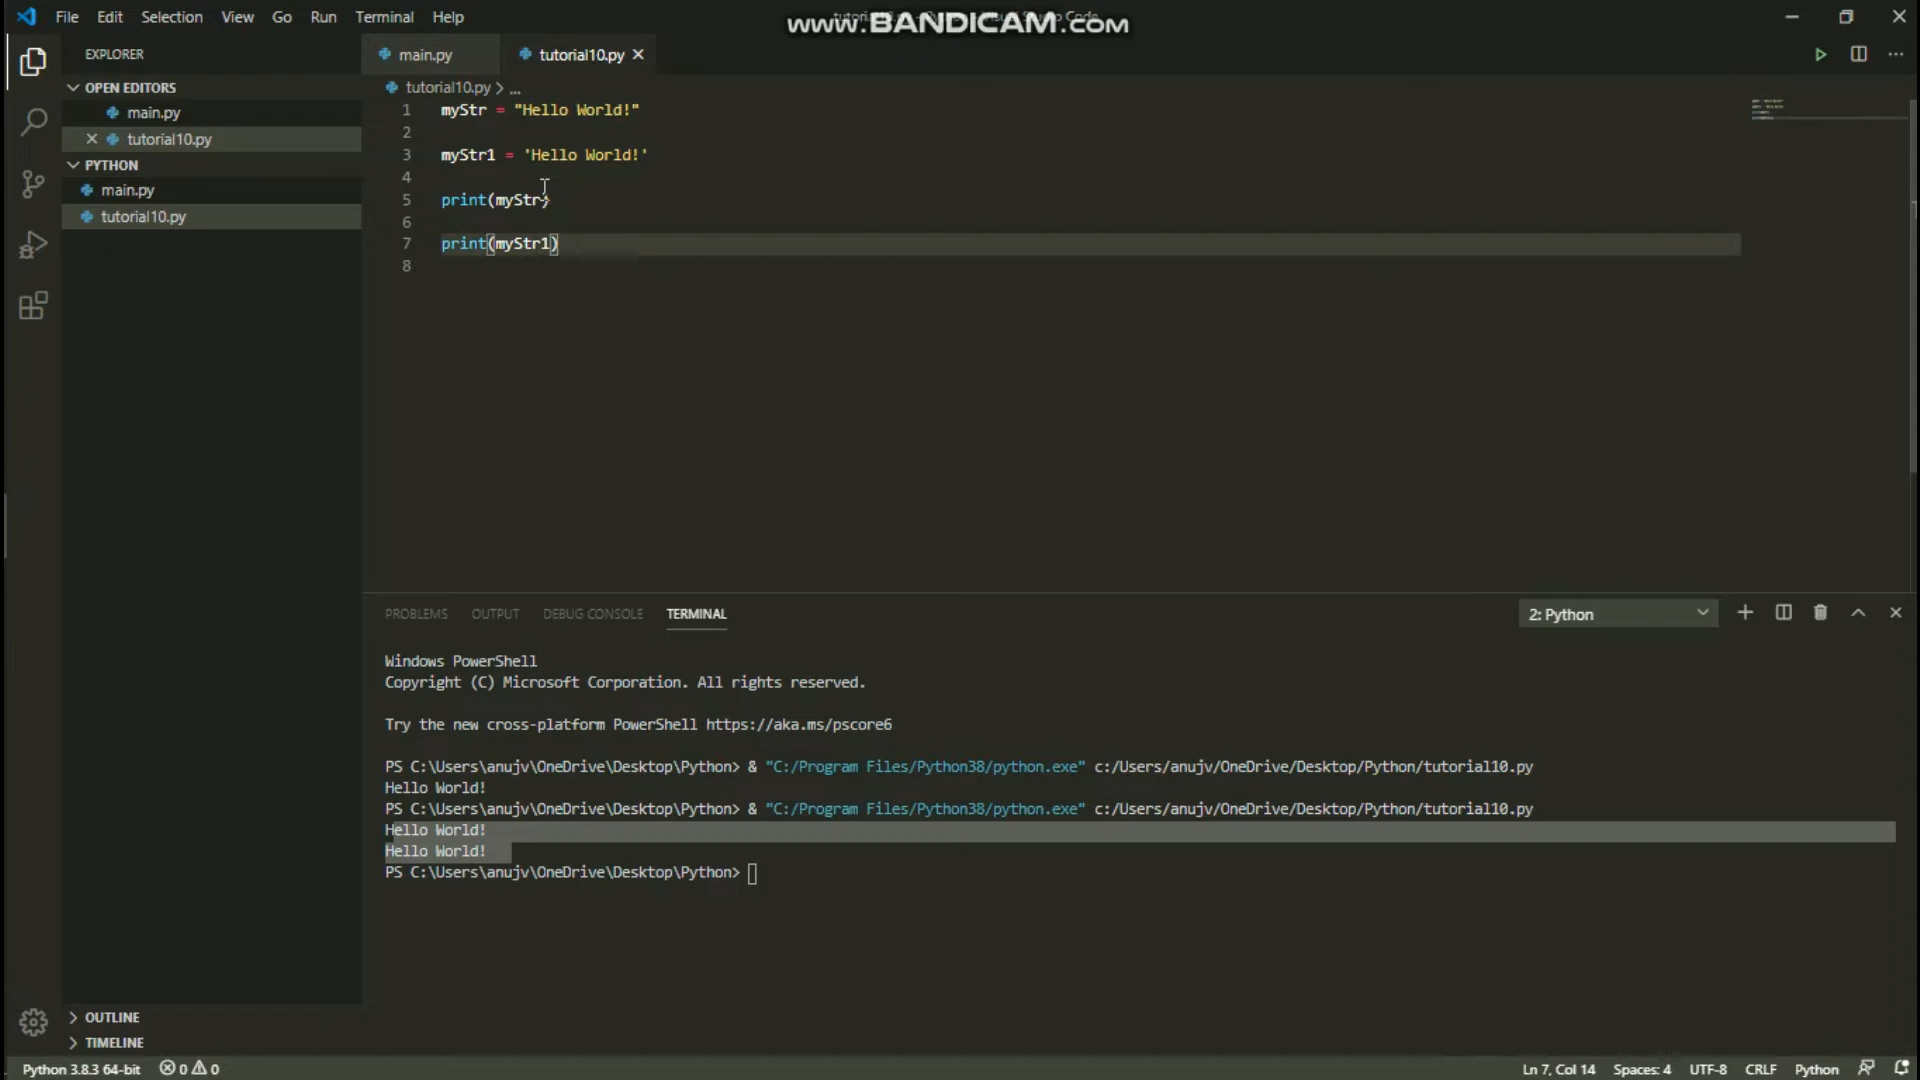 File Edit Selection View Go Run Terminal Help
www.BANDICAM.com
EXPLORER
main.py
tutorial10.py
OPEN EDITORS
main.py
tutorial10.py
PYTHON
main.py
tutorial10.py
tutorial10.py > ...
1 myStr = "Hello World!"
2
3 myStr1 = 'Hello World!'
4
5 print(myStr)
6
7 print(myStr1)
8
PROBLEMS OUTPUT DEBUG CONSOLE TERMINAL
2: Python
Windows PowerShell
Copyright (C) Microsoft Corporation. All rights reserved.
Try the new cross-platform PowerShell https://aka.ms/pscore6
PS C:\Users\anujv\OneDrive\Desktop\Python> & "C:/Program Files/Python38/python.exe" c:/Users/anujv/OneDrive/Desktop/Python/tutorial10.py
Hello World!
PS C:\Users\anujv\OneDrive\Desktop\Python> & "C:/Program Files/Python38/python.exe" c:/Users/anujv/OneDrive/Desktop/Python/tutorial10.py
Hello World!
Hello World!
PS C:\Users\anujv\OneDrive\Desktop\Python>
OUTLINE
TIMELINE
Python 3.8.3 64-bit 0 0
Ln 7, Col 14 Spaces: 4 UTF-8 CRLF Python